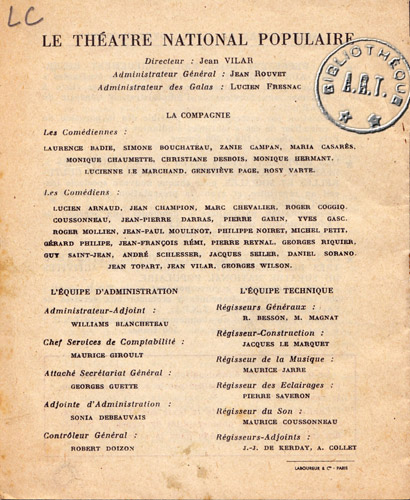 LC
LE THÉATRE NATIONAL POPULAIRE
Directeur : Jean VILAR
Administrateur Général : JEAN ROUVET
Administrateur des Galas : LUCIEN FRESNAC
BIBLIOTHÈQUE
A.R.T.
LA COMPAGNIE
Les Comédiennes :
LAURENCE BADIE, SIMONE BOUCHATEAU, ZANIE CAMPAN, MARIA CASARÈS,
MONIQUE CHAUMETTE, CHRISTIANE DESBOIS, MONIQUE HERMANT,
LUCIENNE LE MARCHAND, GENEVIÈVE PAGE, ROSY VARTE.
Les Comédiens :
LUCIEN ARNAUD, JEAN CHAMPION, MARC CHEVALIER, ROGER COGGIO,
COUSSONNEAU, JEAN-PIERRE DARRAS, PIERRE GARIN, YVES GASC,
ROGER MOLLIEN, JEAN-PAUL MOULINOT, PHILIPPE NOIRET, MICHEL PETIT,
GÉRARD PHILIPE, JEAN-FRANÇOIS RÉMI, PIERRE REYNAL, GEORGES RIQUIER,
GUY SAINT-JEAN, ANDRÉ SCHLESSER, JACQUES SEILER, DANIEL SORANO,
JEAN TOPART, JEAN VILAR, GEORGES WILSON.
L'ÉQUIPE D'ADMINISTRATION
Administrateur-Adjoint :
WILLIAMS BLANCHETEAU
Chef Services de Comptabilité :
MAURICE GIROULT
Attaché Secrétariat Général :
GEORGES GUETTE
Adjointe d'Administration :
SONIA DEBEAUVAIS
Contrôleur Général :
ROBERT DOIZON
L'ÉQUIPE TECHNIQUE
Régisseurs Généraux :
R. BESSON, M. MAGNAT
Régisseur-Construction :
JACQUES LE MARQUET
Régisseur de la Musique :
MAURICE JARRE
Régisseur des Eclairages :
PIERRE SAVERON
Régisseur du Son :
MAURICE COUSSONNEAU
Régisseurs-Adjoints :
J.-J. DE KERDAY, A. COLLET
LABOUREUR & Cie - PARIS